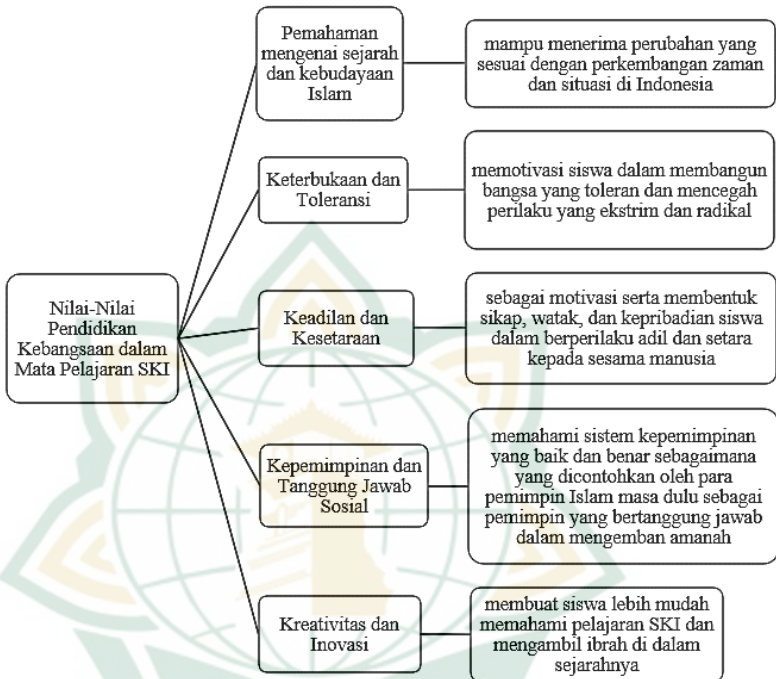 Nilai-Nilai
Pendidikan
Kebangsaan dalam
Mata Pelajaran SKI
Pemahaman
mengenai sejarah
dan kebudayaan
Islam
mampu menerima perubahan yang
sesuai dengan perkembangan zaman
dan situasi di Indonesia
Keterbukaan dan
Toleransi
memotivasi siswa dalam membangun
bangsa yang toleran dan mencegah
perilaku yang ekstrim dan radikal
Keadilan dan
Kesetaraan
sebagai motivasi serta membentuk
sikap, watak, dan kepribadian siswa
dalam berperilaku adil dan setara
kepada sesama manusia
Kepemimpinan dan
Tanggung Jawab
Sosial
memahami sistem kepemimpinan
yang baik dan benar sebagaimana
yang dicontohkan oleh para
pemimpin Islam masa dulu sebagai
pemimpin yang bertanggung jawab
dalam mengemban amanah
Kreativitas dan
Inovasi
membuat siswa lebih mudah
memahami pelajaran SKI dan
mengambil ibrah di dalam
sejarahnya